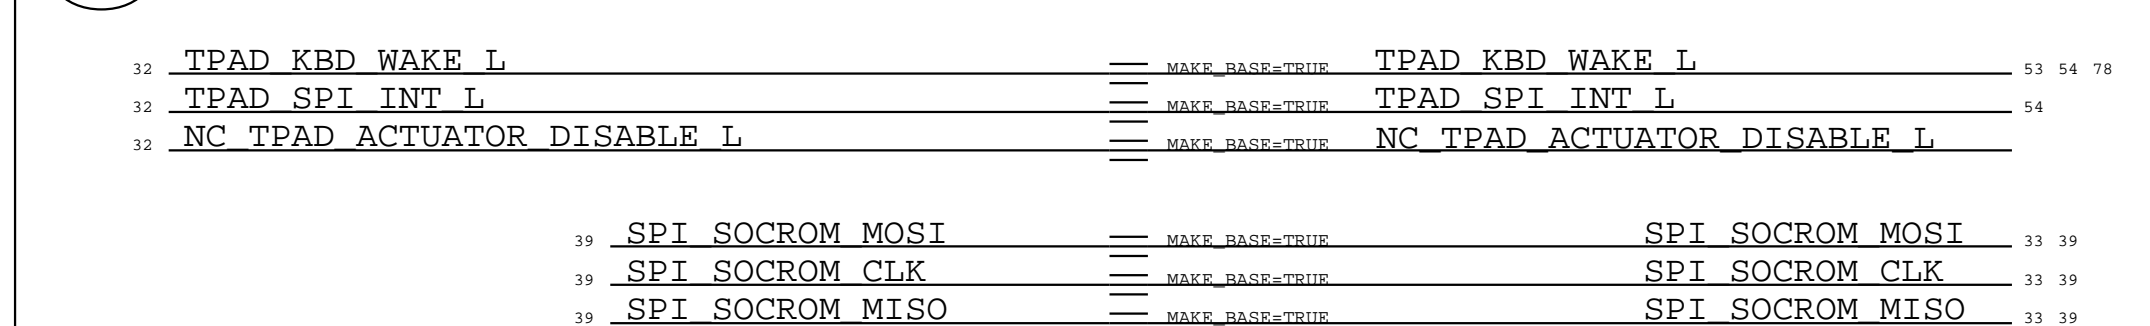 32 TPAD_KBD_WAKE_L MAKE_BASE=TRUE TPAD_KBD_WAKE_L 53 54 78
32 TPAD_SPI_INT_L MAKE_BASE=TRUE TPAD_SPI_INT_L 54
32 NC_TPAD_ACTUATOR_DISABLE_L MAKE_BASE=TRUE NC_TPAD_ACTUATOR_DISABLE_L
39 SPI_SOCROM_MOSI MAKE_BASE=TRUE SPI_SOCROM_MOSI 33 39
39 SPI_SOCROM_CLK MAKE_BASE=TRUE SPI_SOCROM_CLK 33 39
39 SPI_SOCROM_MISO MAKE_BASE=TRUE SPI_SOCROM_MISO 33 39